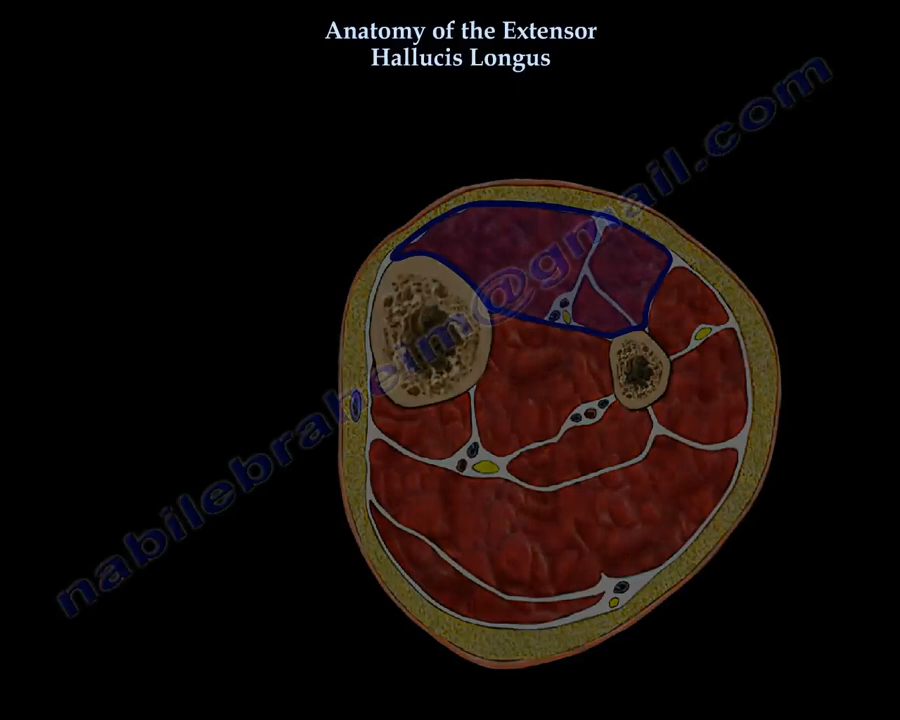 Anatomy of the Extensor
Hallucis Longus
nabilebraheim@gmail.com